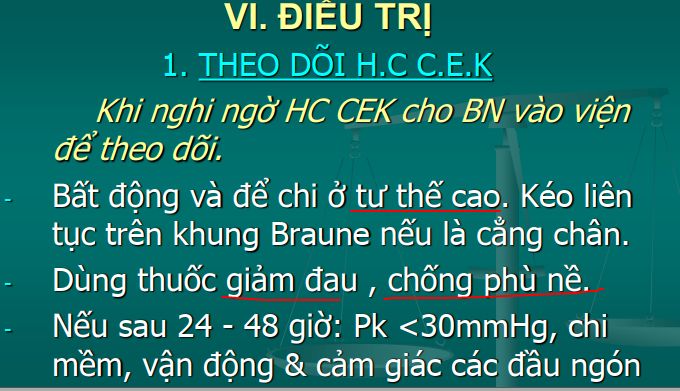 VI. ĐIỀU TRỊ
1. THEO DÕI H.C C.E.K
Khi nghi ngờ HC CEK cho BN vào viện
để theo dõi.
- Bất động và để chi ở tư thế cao. Kéo liên
tục trên khung Braune nếu là cẳng chân.
- Dùng thuốc giảm đau , chống phù nề.
- Nếu sau 24 - 48 giờ: Pk <30mmHg, chi
mềm, vận động & cảm giác các đầu ngón